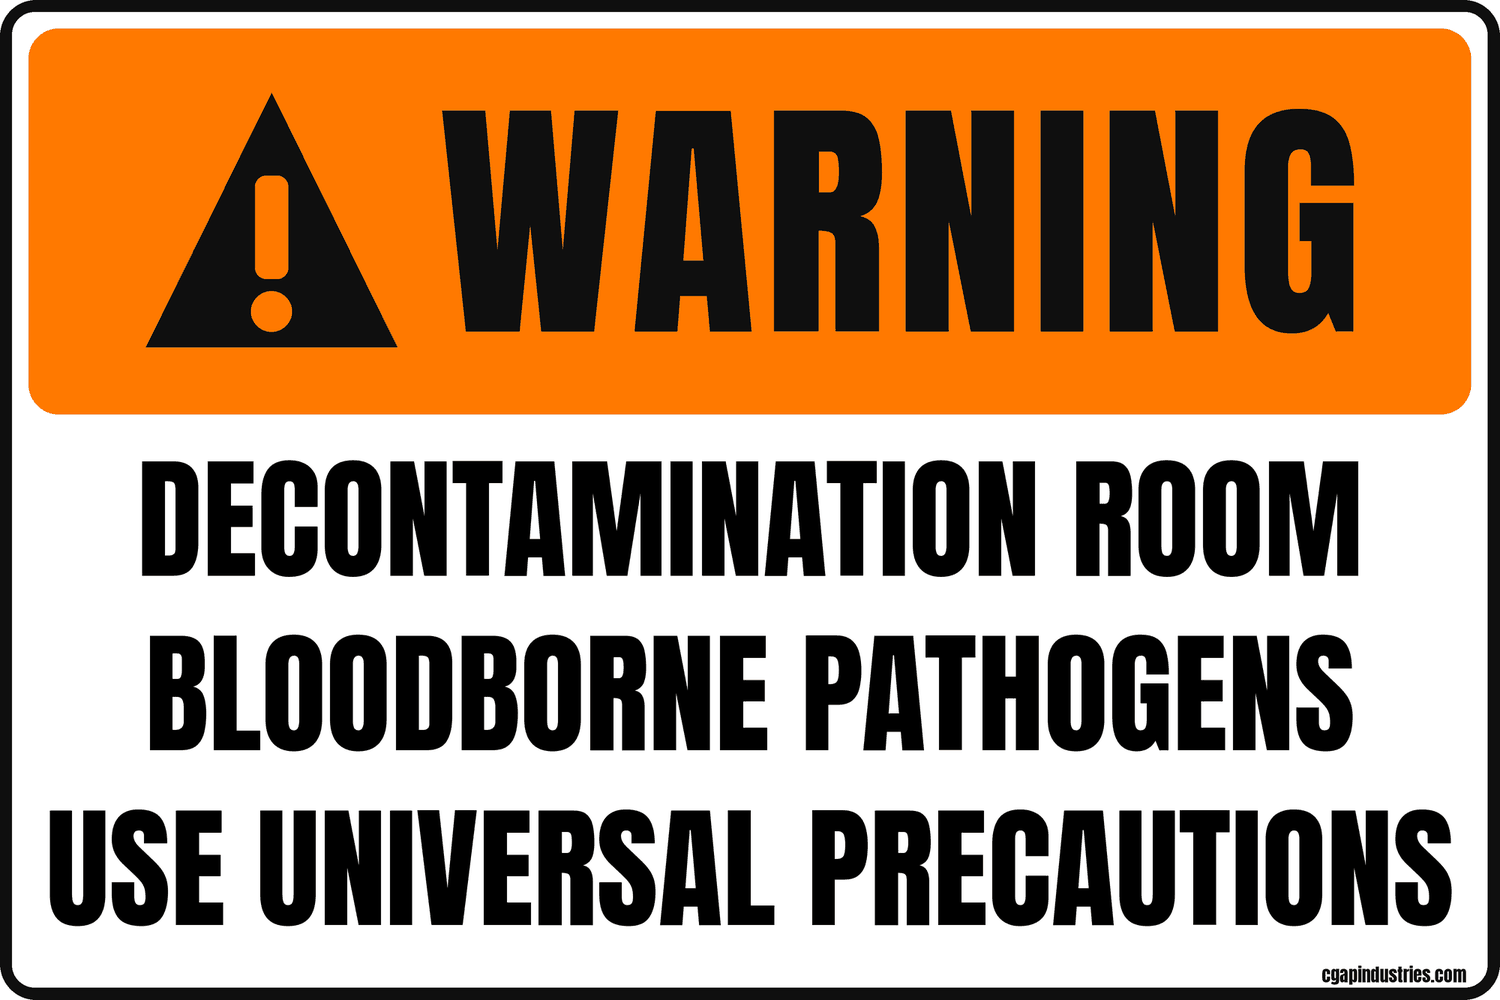 WARNING
DECONTAMINATION ROOM
BLOODBORNE PATHOGENS
USE UNIVERSAL PRECAUTIONS
cgapindustries.com